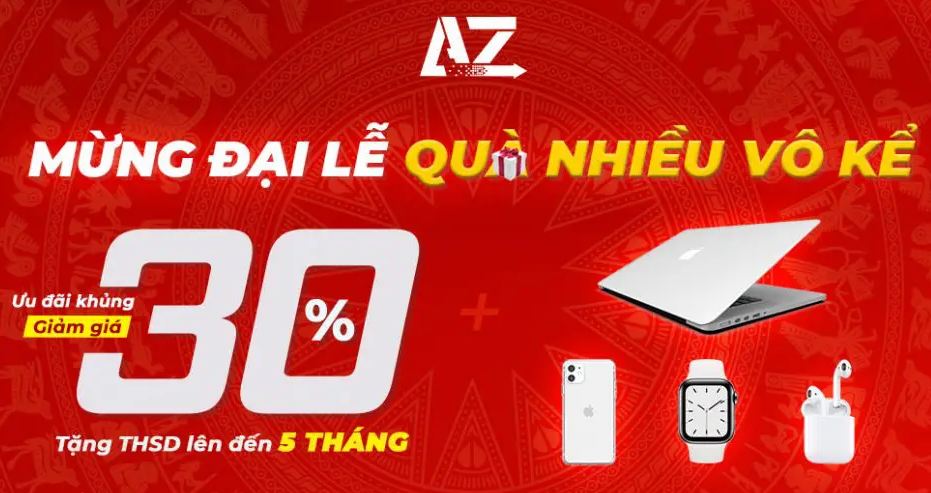 AZ
MỪNG ĐẠI LỄ QUÀ NHIỀU VÔ KỂ
Ưu đãi khủng
Giảm giá
30%
+
Tặng THSD lên đến 5 THÁNG